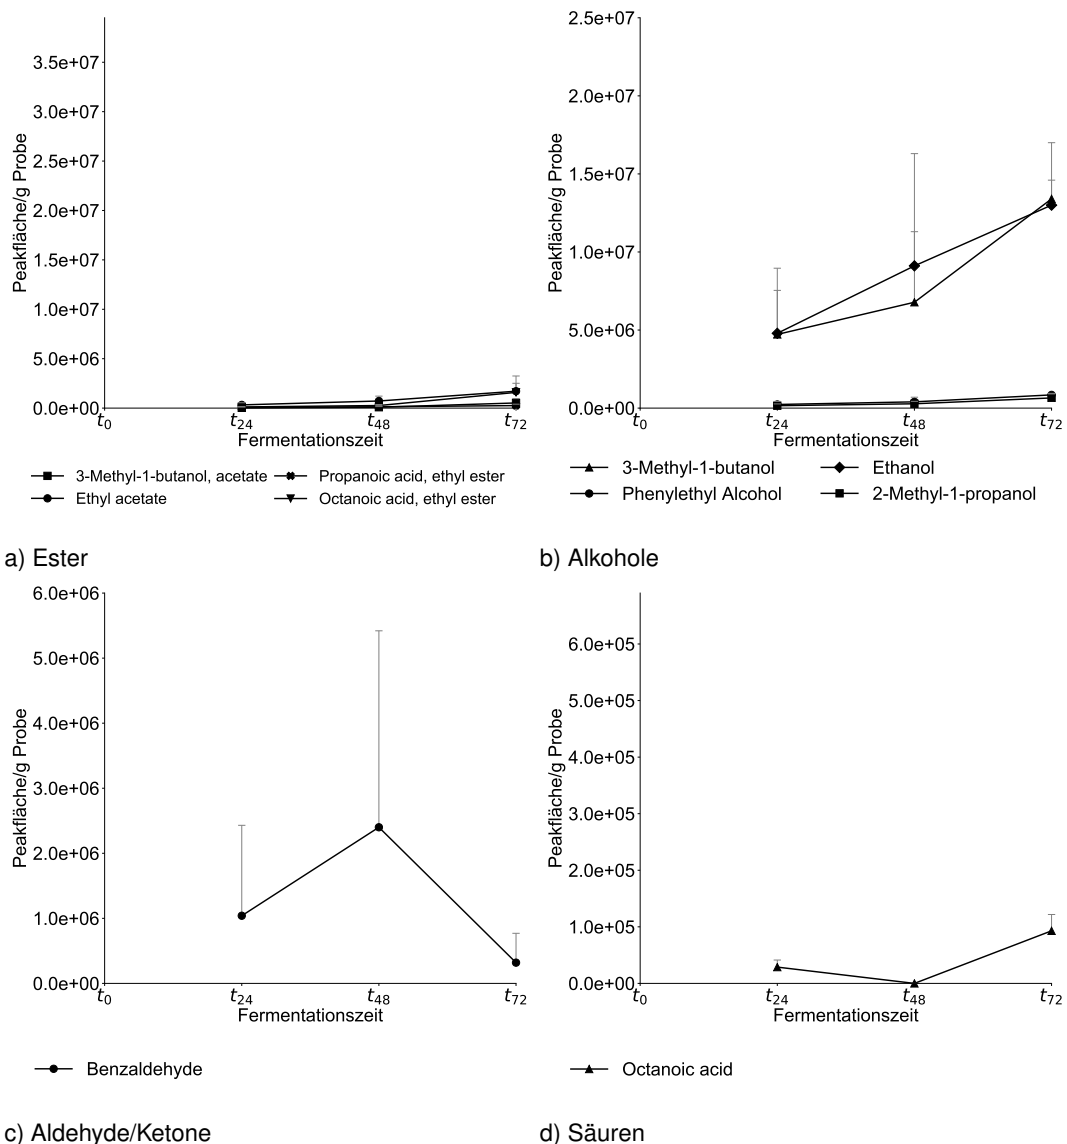 3.5e+07
3.0e+07
2.5e+07
2.0e+07
1.5e+07
1.0e+07
5.0e+06
0.0e+00
Peakfläche/g Probe
t0 t24 t48 t72
Fermentationszeit
3-Methyl-1-butanol, acetate Propanoic acid, ethyl ester
Ethyl acetate Octanoic acid, ethyl ester
a) Ester
2.5e+07
2.0e+07
1.5e+07
1.0e+07
5.0e+06
0.0e+00
Peakfläche/g Probe
t0 t24 t48 t72
Fermentationszeit
3-Methyl-1-butanol Ethanol
Phenylethyl Alcohol 2-Methyl-1-propanol
b) Alkohole
6.0e+06
5.0e+06
4.0e+06
3.0e+06
2.0e+06
1.0e+06
0.0e+00
Peakfläche/g Probe
t0 t24 t48 t72
Fermentationszeit
Benzaldehyde
c) Aldehyde/Ketone
6.0e+05
5.0e+05
4.0e+05
3.0e+05
2.0e+05
1.0e+05
0.0e+00
Peakfläche/g Probe
t0 t24 t48 t72
Fermentationszeit
Octanoic acid
d) Säuren